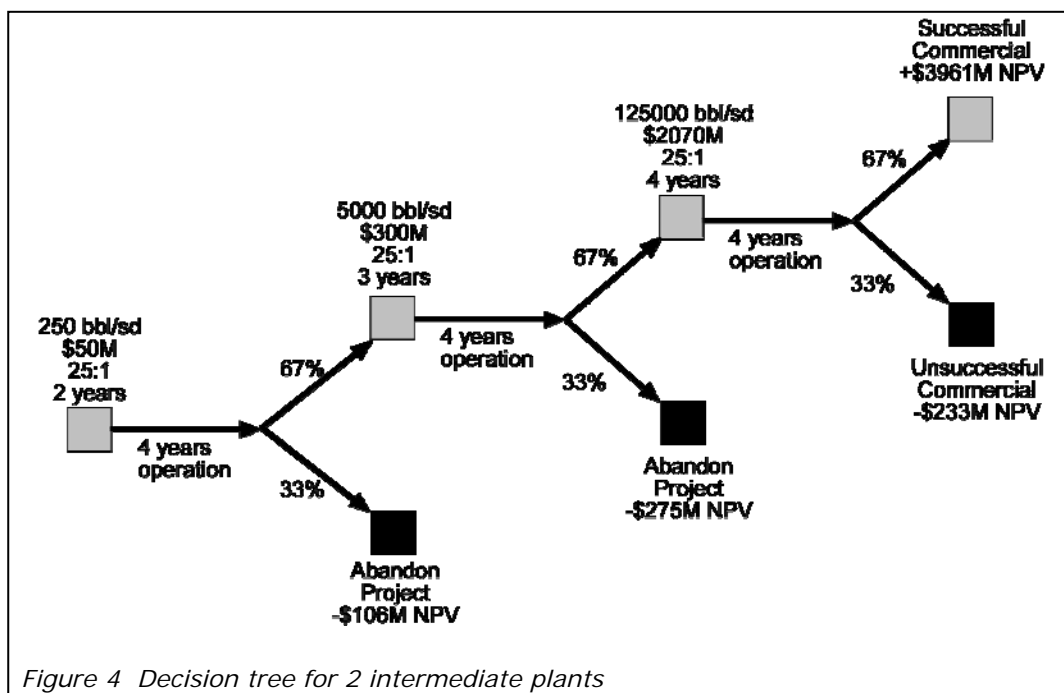 Successful
Commercial
+$3961M NPV
125000 bbl/sd
$2070M
25:1
4 years
67%
5000 bbl/sd
$300M
25:1
3 years
4 years
operation
67%
33%
250 bbl/sd
$50M
25:1
2 years
4 years
operation
67%
33%
Unsuccessful
Commercial
-$233M NPV
4 years
operation
33%
Abandon
Project
-$275M NPV
Abandon
Project
-$106M NPV
Figure 4 Decision tree for 2 intermediate plants